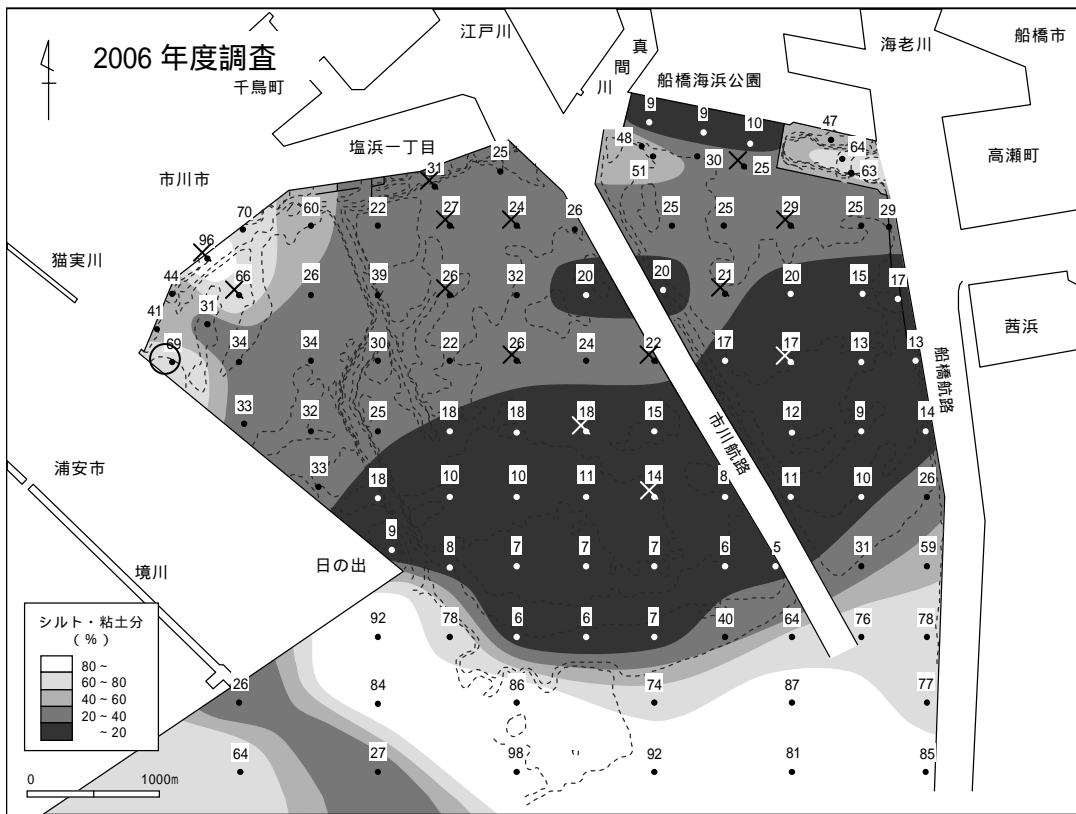 2006 年度調査
江戸川
真間川
海老川
船橋市
千鳥町
船橋海浜公園
高瀬町
塩浜一丁目
市川市
猫実川
茜浜
船橋航路
市川航路
浦安市
境川
日の出
9 9 10 47
48 64
51 30 25 63
31 25
70 60 22 27 24 26 25 25 29 25 29
96
44 66 26 39 26 32 20 20 21 20 15 17
41 31
69 34 34 30 22 26 24 22 17 17 13 13
33 32 25 18 18 18 15 12 9 14
33 18 10 10 11 14 8 11 10 26
9 8 7 7 7 6 5 31 59
92 78 6 6 7 40 64 76 78
26 84 86 74 87 77
64 27 98 92 81 85
シルト・粘土分
(%)
80 ~
60 ~ 80
40 ~ 60
20 ~ 40
~ 20
0 1000m